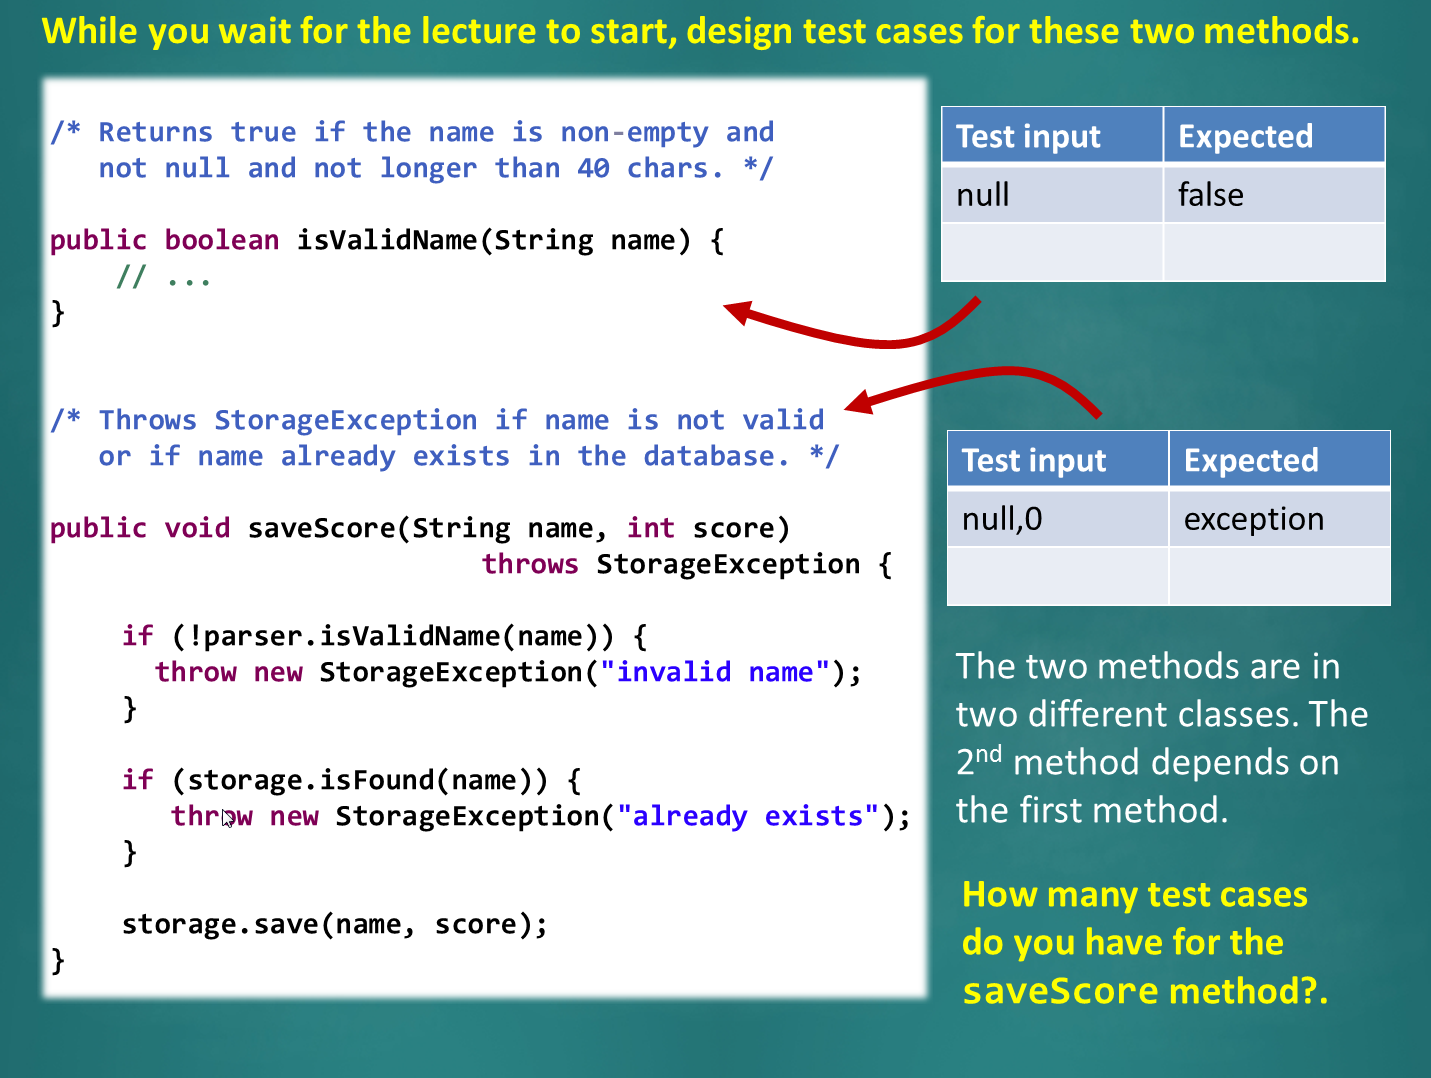 While you wait for the lecture to start, design test cases for these two methods.
/* Returns true if the name is non-empty and
not null and not longer than 40 chars. */
public boolean isValidName(String name) {
// ...
}
/* Throws StorageException if name is not valid
or if name already exists in the database. */
public void saveScore(String name, int score)
throws StorageException {
if (!parser.isValidName(name)) {
throw new StorageException("invalid name");
}
if (storage.isFound(name)) {
throw new StorageException("already exists");
}
storage.save(name, score);
}
Test input Expected
null false
Test input Expected
null,0 exception
The two methods are in
two different classes. The
2nd method depends on
the first method.
How many test cases
do you have for the
saveScore method?.